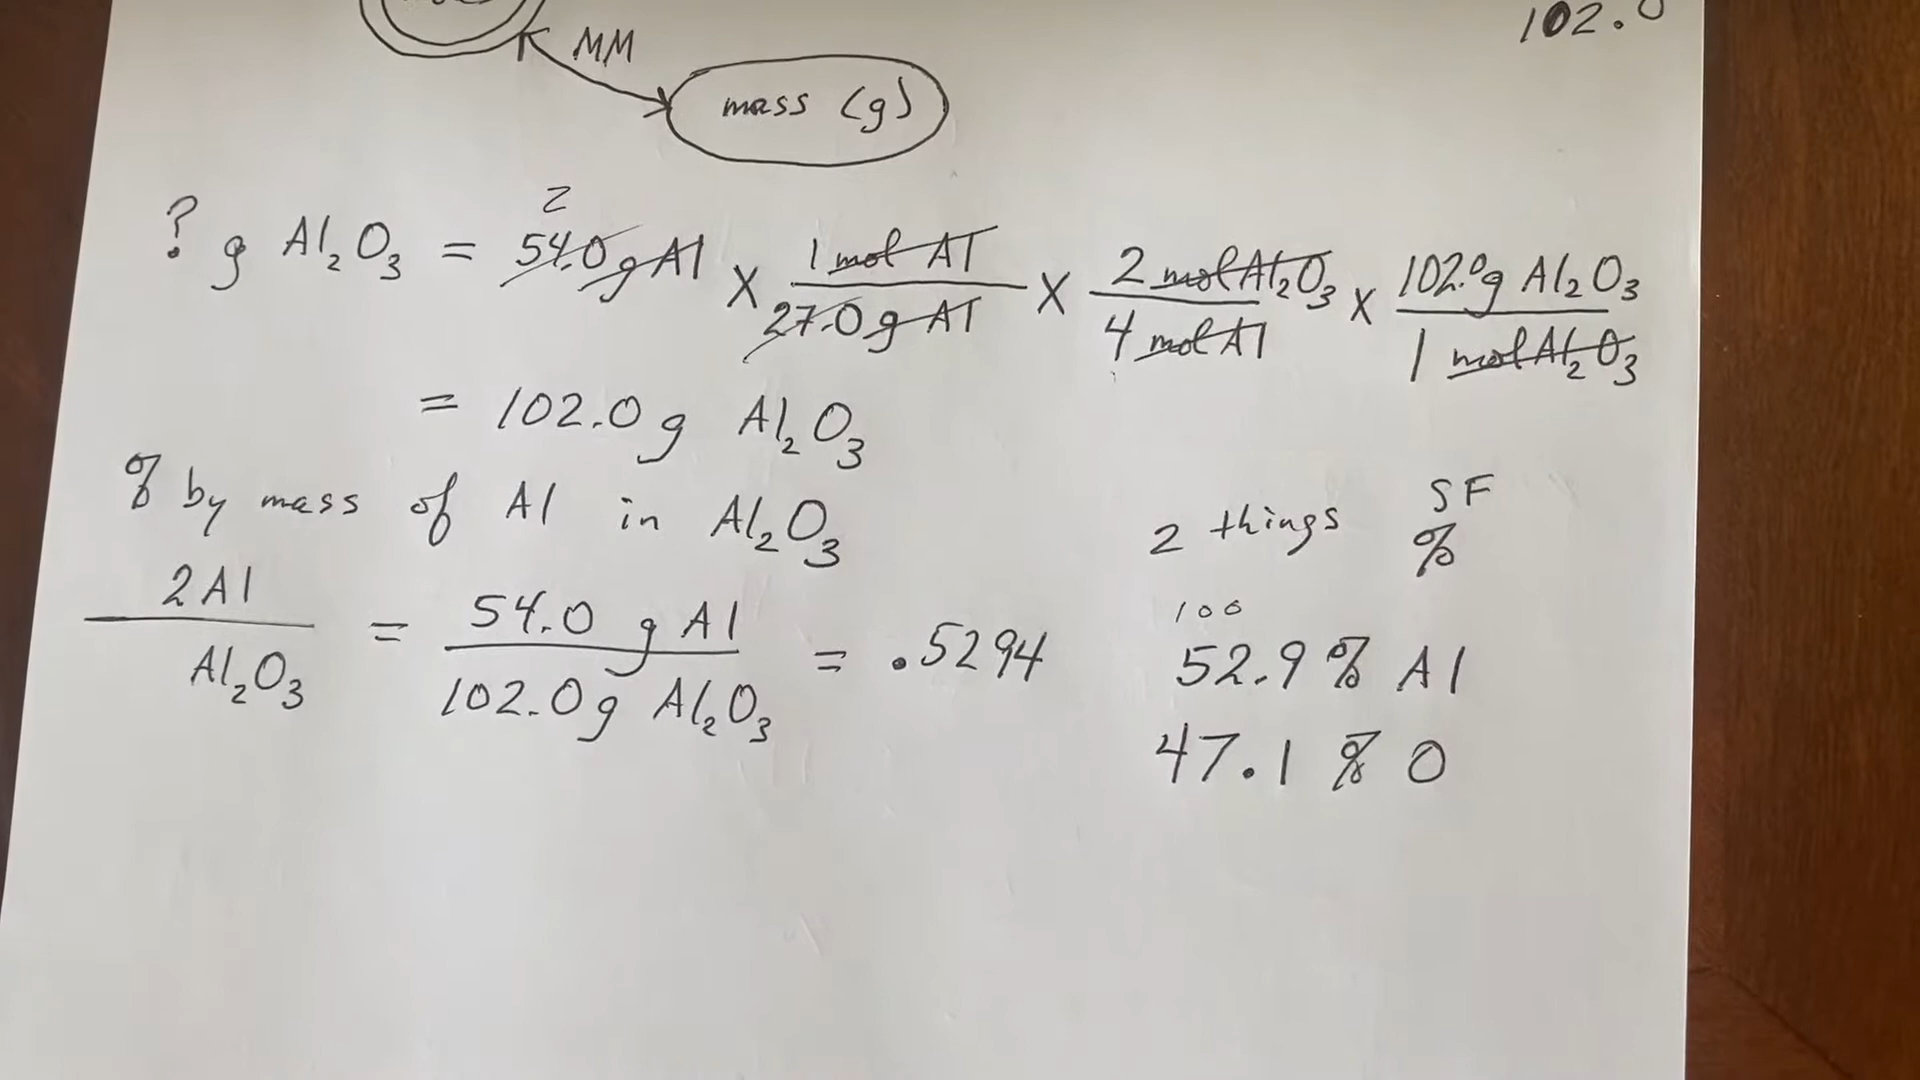 102.0
MM
mass (g)
2
? g Al₂O₃ = 54.0 g Al × 1 mol Al / 27.0 g Al × 2 mol Al₂O₃ / 4 mol Al × 102.0g Al₂O₃ / 1 mol Al₂O₃
= 102.0 g Al₂O₃
% by mass of Al in Al₂O₃
2Al / Al₂O₃ = 54.0 g Al / 102.0g Al₂O₃ = .5294
2 things SF
%
100
52.9 % Al
47.1 % O